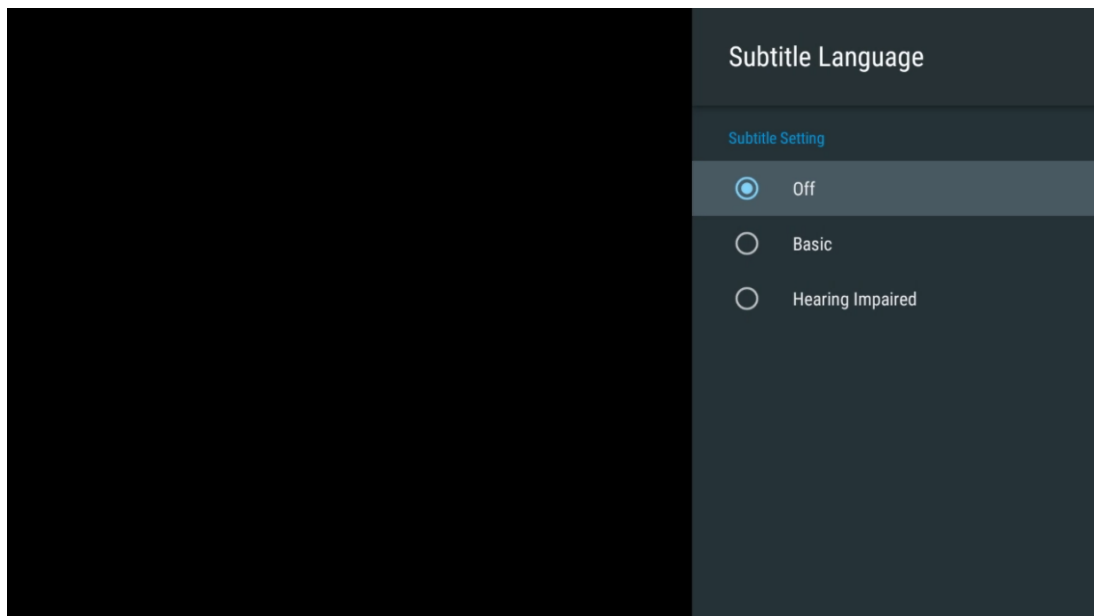 Subtitle Language
Subtitle Setting
Off
Basic
Hearing Impaired